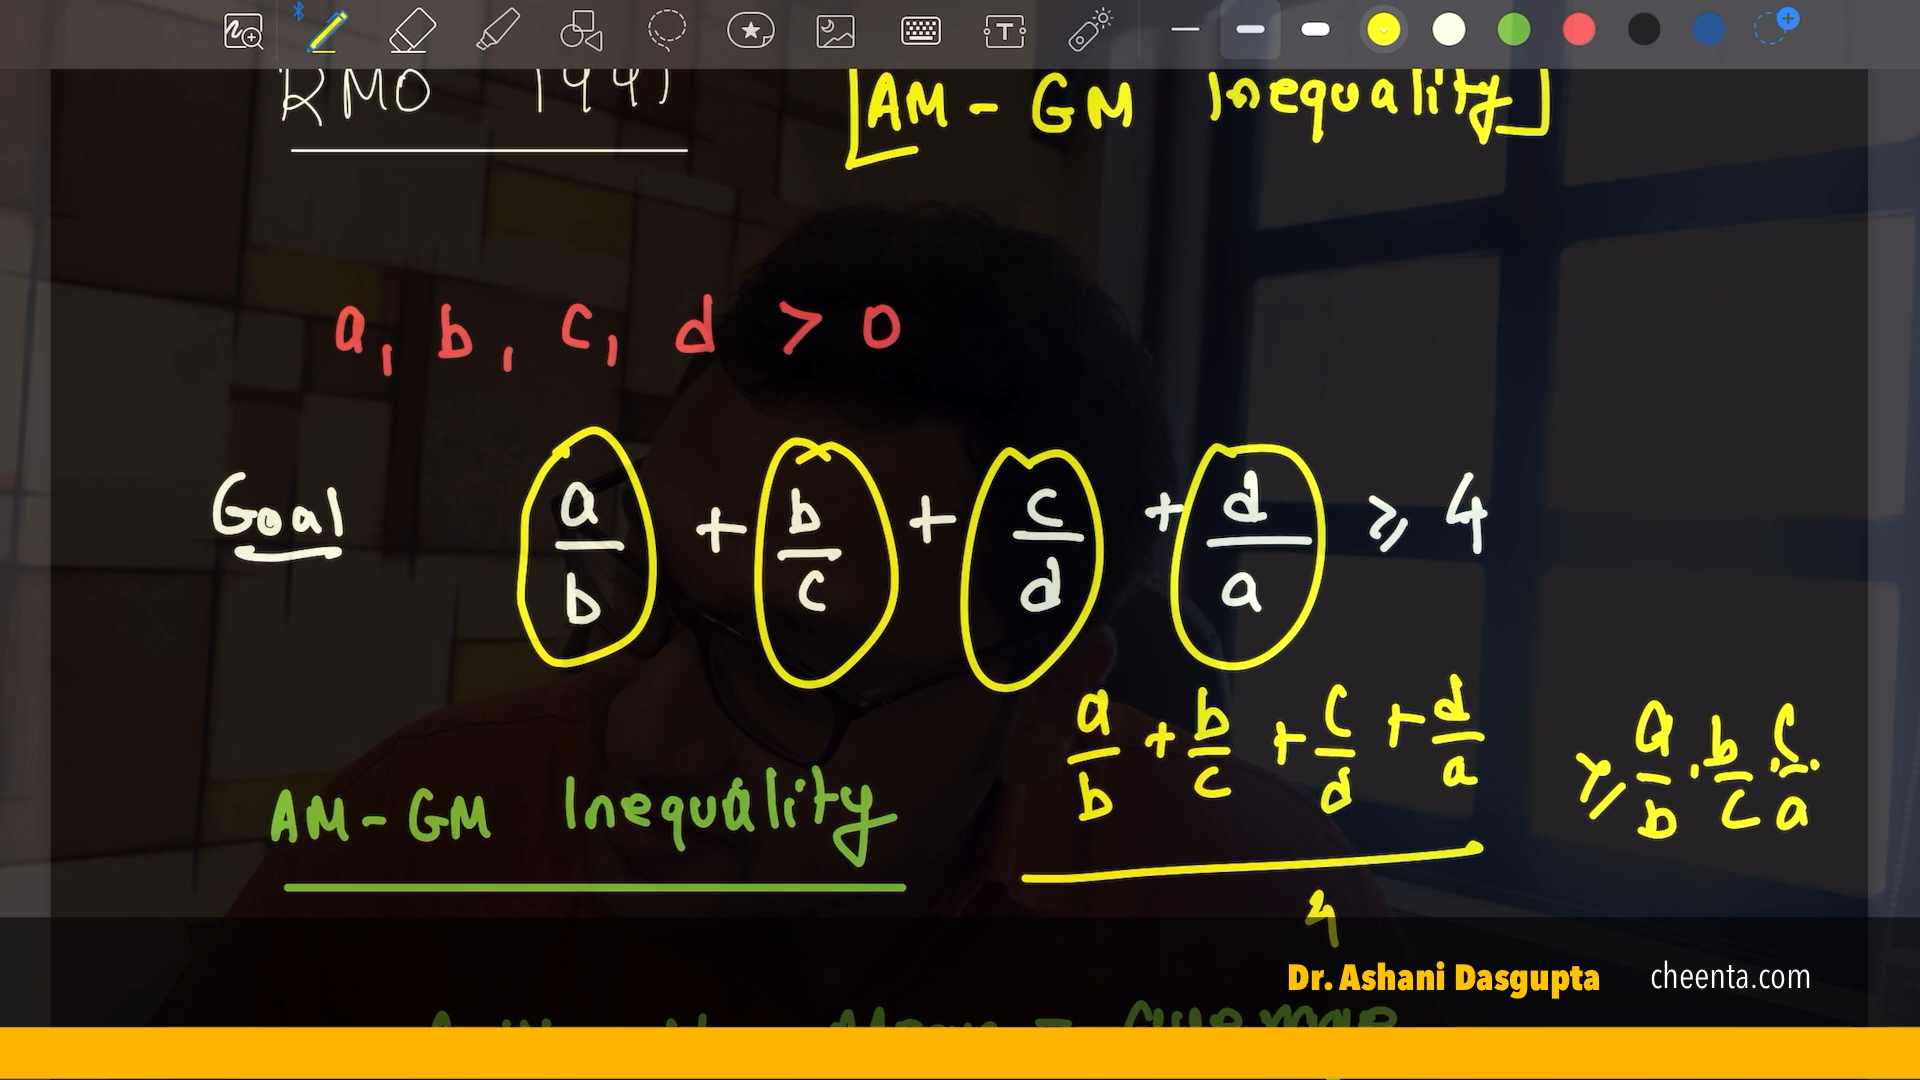 RMO 1991 [AM - GM Inequality]
a, b, c, d > 0
Goal a/b + b/c + c/d + d/a ⩾ 4
AM - GM Inequality
(a/b + b/c + c/d + d/a)/4 ⩾ a/b · b/c · c/a ·
Dr. Ashani Dasgupta cheenta.com